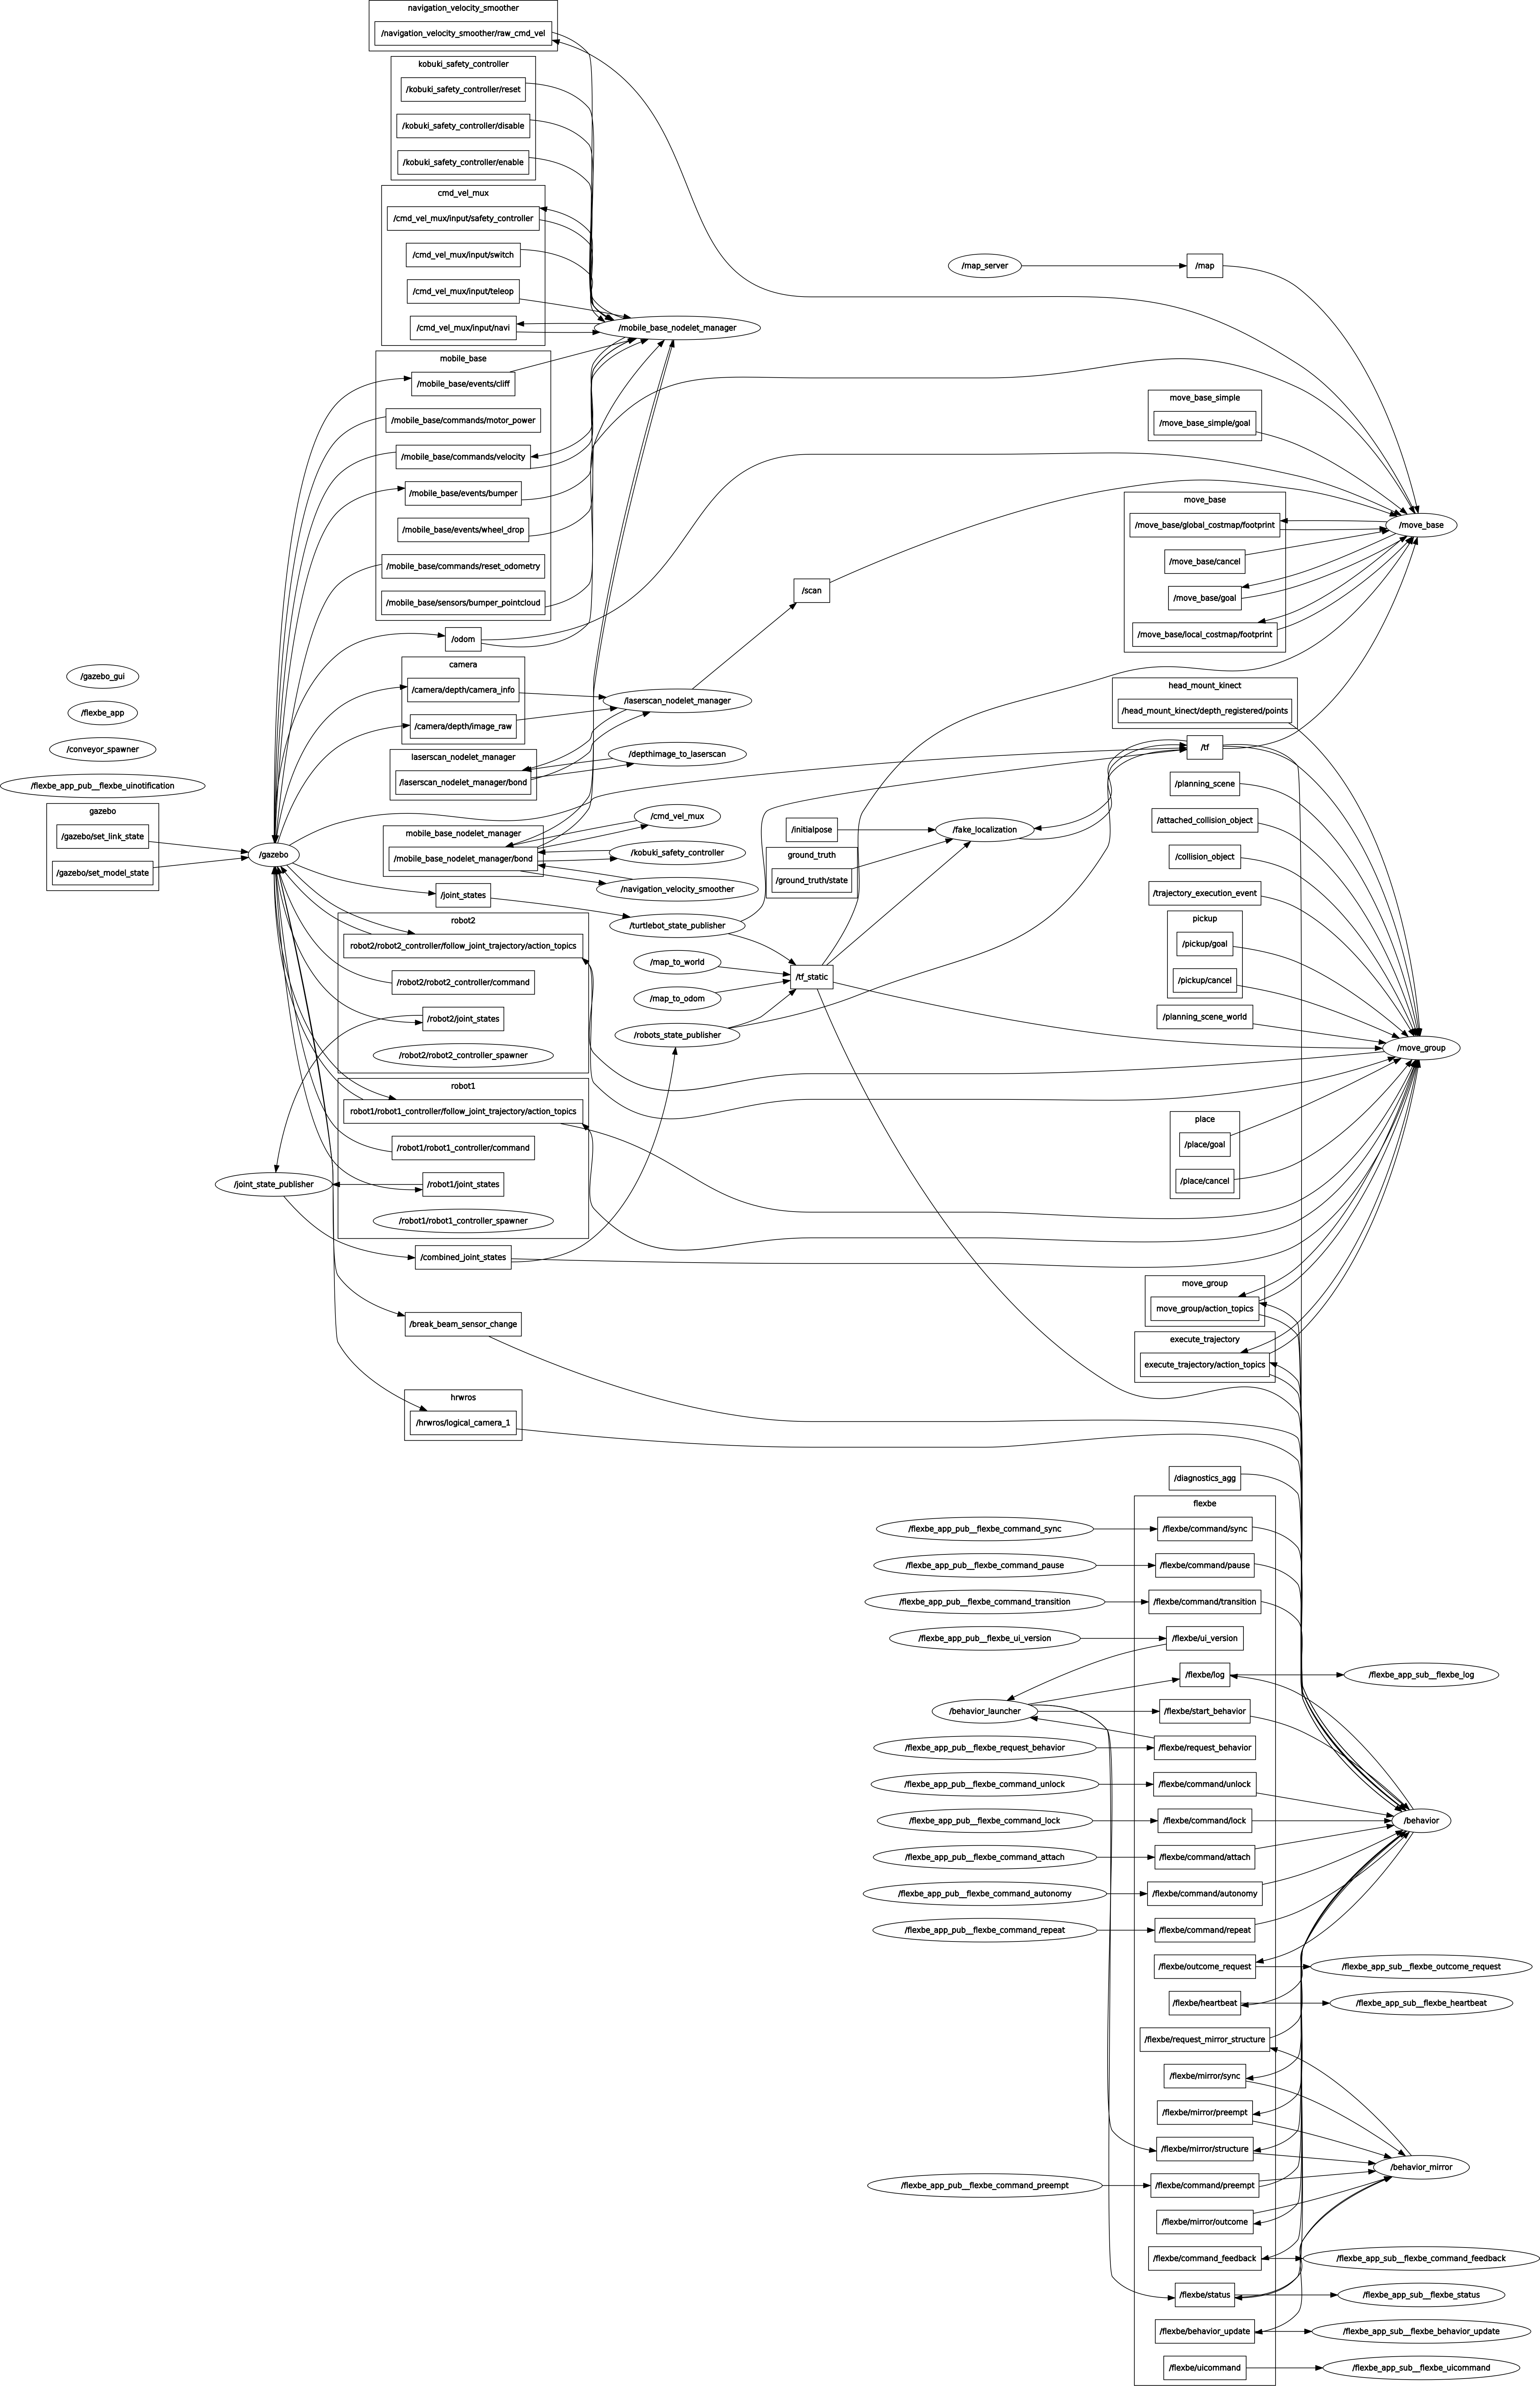 navigation_velocity_smoother
/navigation_velocity_smoother/raw_cmd_vel
kobuki_safety_controller
/kobuki_safety_controller/reset
/kobuki_safety_controller/disable
/kobuki_safety_controller/enable
cmd_vel_mux
/cmd_vel_mux/input/safety_controller
/cmd_vel_mux/input/switch
/cmd_vel_mux/input/teleop
/cmd_vel_mux/input/navi
/mobile_base_nodelet_manager
/map_server
/map
mobile_base
/mobile_base/events/cliff
/mobile_base/commands/motor_power
/mobile_base/commands/velocity
/mobile_base/events/bumper
/mobile_base/events/wheel_drop
/mobile_base/commands/reset_odometry
/mobile_base/sensors/bumper_pointcloud
move_base_simple
/move_base_simple/goal
move_base
/move_base/global_costmap/footprint
/move_base/cancel
/move_base/goal
/move_base/local_costmap/footprint
/move_base
/scan
/odom
camera
/camera/depth/camera_info
/camera/depth/image_raw
/laserscan_nodelet_manager
laserscan_nodelet_manager
/laserscan_nodelet_manager/bond
/depthimage_to_laserscan
head_mount_kinect
/head_mount_kinect/depth_registered/points
/tf
/planning_scene
/attached_collision_object
/collision_object
/trajectory_execution_event
/gazebo_gui
/flexbe_app
/conveyor_spawner
/flexbe_app_pub__flexbe_uinotification
gazebo
/gazebo/set_link_state
/gazebo/set_model_state
/gazebo
mobile_base_nodelet_manager
/mobile_base_nodelet_manager/bond
/cmd_vel_mux
/kobuki_safety_controller
/navigation_velocity_smoother
/initialpose
ground_truth
/ground_truth/state
/fake_localization
/joint_states
/turtlebot_state_publisher
/map_to_world
/map_to_odom
/tf_static
/robots_state_publisher
robot2
robot2/robot2_controller/follow_joint_trajectory/action_topics
/robot2/robot2_controller/command
/robot2/joint_states
/robot2/robot2_controller_spawner
robot1
robot1/robot1_controller/follow_joint_trajectory/action_topics
/robot1/robot1_controller/command
/robot1/joint_states
/robot1/robot1_controller_spawner
/joint_state_publisher
/combined_joint_states
pickup
/pickup/goal
/pickup/cancel
/planning_scene_world
/move_group
place
/place/goal
/place/cancel
move_group
move_group/action_topics
execute_trajectory
execute_trajectory/action_topics
/break_beam_sensor_change
hrwros
/hrwros/logical_camera_1
/diagnostics_agg
flexbe
/flexbe_app_pub__flexbe_command_sync
/flexbe/command/sync
/flexbe_app_pub__flexbe_command_pause
/flexbe/command/pause
/flexbe_app_pub__flexbe_command_transition
/flexbe/command/transition
/flexbe_app_pub__flexbe_ui_version
/flexbe/ui_version
/flexbe/log
/flexbe_app_sub__flexbe_log
/behavior_launcher
/flexbe/start_behavior
/flexbe_app_pub__flexbe_request_behavior
/flexbe/request_behavior
/flexbe_app_pub__flexbe_command_unlock
/flexbe/command/unlock
/flexbe_app_pub__flexbe_command_lock
/flexbe/command/lock
/behavior
/flexbe_app_pub__flexbe_command_attach
/flexbe/command/attach
/flexbe_app_pub__flexbe_command_autonomy
/flexbe/command/autonomy
/flexbe_app_pub__flexbe_command_repeat
/flexbe/command/repeat
/flexbe/outcome_request
/flexbe_app_sub__flexbe_outcome_request
/flexbe/heartbeat
/flexbe_app_sub__flexbe_heartbeat
/flexbe/request_mirror_structure
/flexbe/mirror/sync
/flexbe/mirror/preempt
/flexbe/mirror/structure
/behavior_mirror
/flexbe_app_pub__flexbe_command_preempt
/flexbe/command/preempt
/flexbe/mirror/outcome
/flexbe/command_feedback
/flexbe_app_sub__flexbe_command_feedback
/flexbe/status
/flexbe_app_sub__flexbe_status
/flexbe/behavior_update
/flexbe_app_sub__flexbe_behavior_update
/flexbe/uicommand
/flexbe_app_sub__flexbe_uicommand